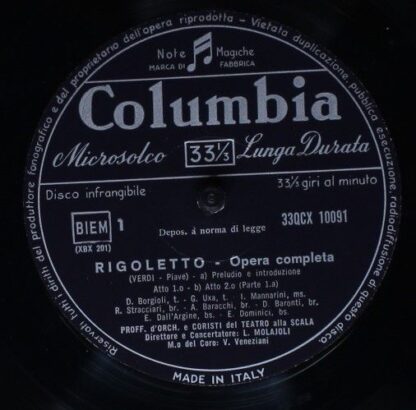 Riservati tutti i diritti del produttore fonografico e del proprietario dell'opera riprodotta - Vietata duplicazione, pubblica esecuzione, radiodiffusione di questo disco.
Note Magiche
MARCA DI FABBRICA
Columbia
Microsolco 33⅓ Lunga Durata
Disco infrangibile 33⅓ giri al minuto
BIEM 1 Depos. á norma di legge 33QCX 10091
(XBX 201)
RIGOLETTO - Opera completa
(VERDI - Piave) - a) Preludio e introduzione
Atto 1.o - b) Atto 2.o (Parte 1.a)
D. Borgioli, t. - G. Uxa, t. I. Mannarini, ms.
R. Stracciari, br. - A. Baracchi, br. - D. Baronti, br.
E. Dall'Argine, bs. - E. Dominici, bs.
PROFF. d'ORCH. e CORISTI del TEATRO alla SCALA
Direttore e Concertatore: L. MOLAJOLI
M.o del Coro: V. Veneziani
MADE IN ITALY